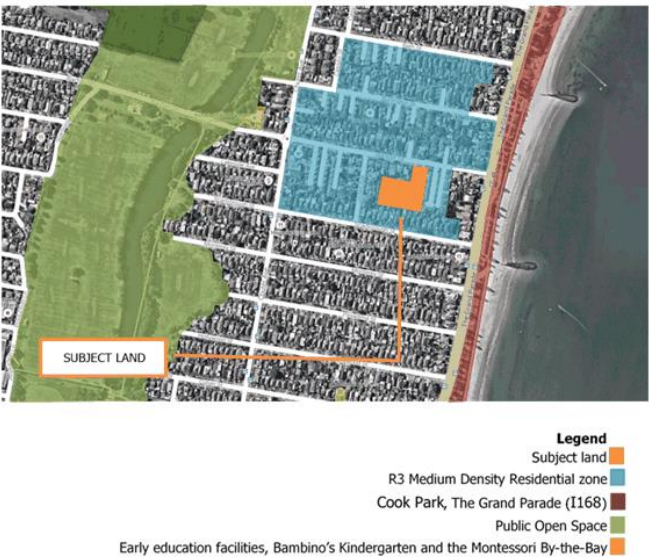 SUBJECT LAND
Legend
Subject land
R3 Medium Density Residential zone
Cook Park, The Grand Parade (I168)
Public Open Space
Early education facilities, Bambino's Kindergarten and the Montessori By-the-Bay